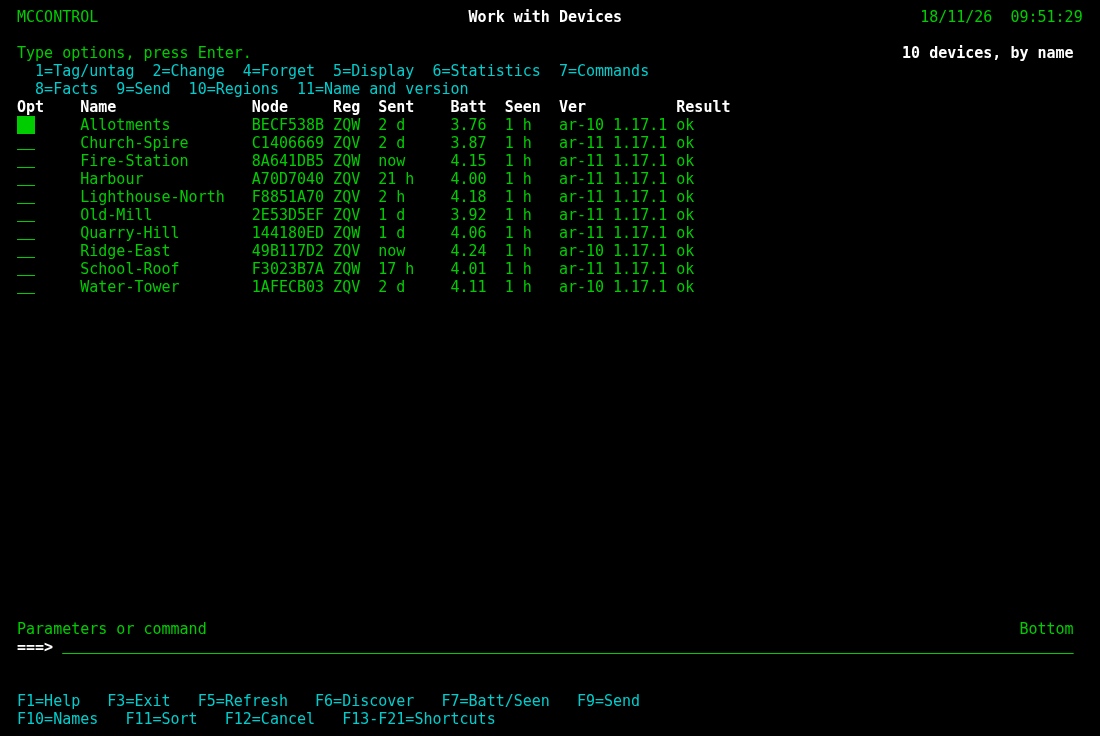 MCCONTROL Work with Devices 18/11/26 09:51:29
Type options, press Enter. 10 devices, by name
1=Tag/untag 2=Change 4=Forget 5=Display 6=Statistics 7=Commands
8=Facts 9=Send 10=Regions 11=Name and version
Opt Name Node Reg Sent Batt Seen Ver Result
Allotments BECF538B ZQW 2 d 3.76 1 h ar-10 1.17.1 ok
__ Church-Spire C1406669 ZQV 2 d 3.87 1 h ar-11 1.17.1 ok
__ Fire-Station 8A641DB5 ZQW now 4.15 1 h ar-11 1.17.1 ok
__ Harbour A70D7040 ZQV 21 h 4.00 1 h ar-11 1.17.1 ok
__ Lighthouse-North F8851A70 ZQV 2 h 4.18 1 h ar-11 1.17.1 ok
__ Old-Mill 2E53D5EF ZQV 1 d 3.92 1 h ar-11 1.17.1 ok
__ Quarry-Hill 144180ED ZQW 1 d 4.06 1 h ar-11 1.17.1 ok
__ Ridge-East 49B117D2 ZQV now 4.24 1 h ar-10 1.17.1 ok
__ School-Roof F3023B7A ZQW 17 h 4.01 1 h ar-11 1.17.1 ok
__ Water-Tower 1AFECB03 ZQV 2 d 4.11 1 h ar-10 1.17.1 ok
Parameters or command Bottom
===> ________________________________________________________________________________________________________________
F1=Help F3=Exit F5=Refresh F6=Discover F7=Batt/Seen F9=Send
F10=Names F11=Sort F12=Cancel F13-F21=Shortcuts